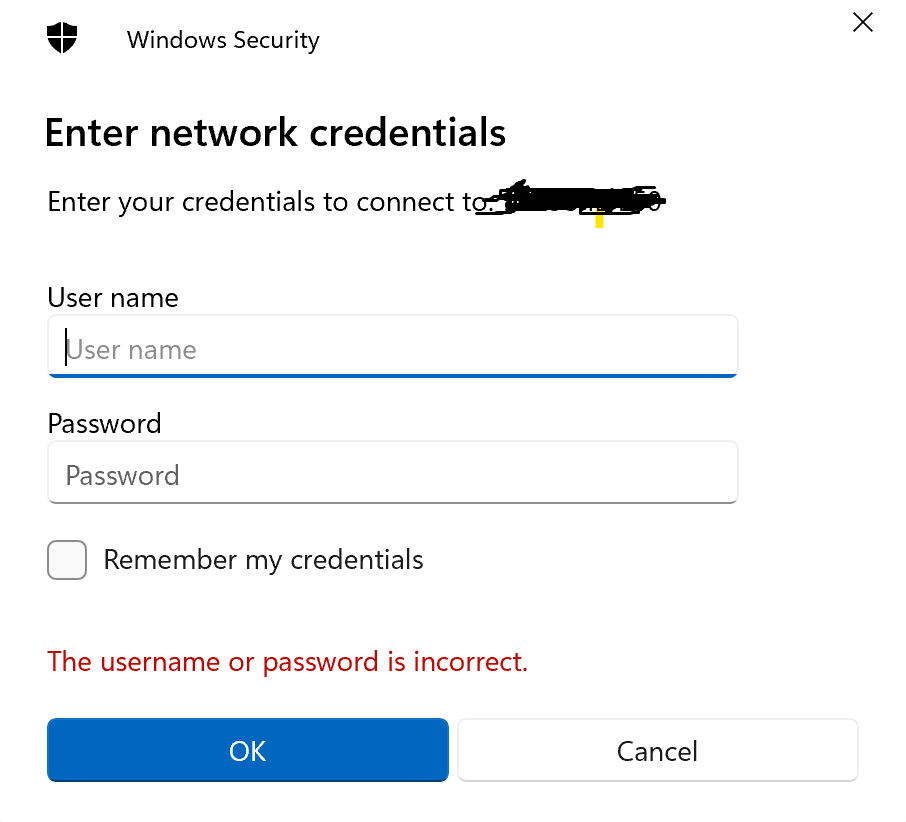 Windows Security
Enter network credentials
Enter your credentials to connect to:
User name
User name
Password
Password
Remember my credentials
The username or password is incorrect.
OK
Cancel